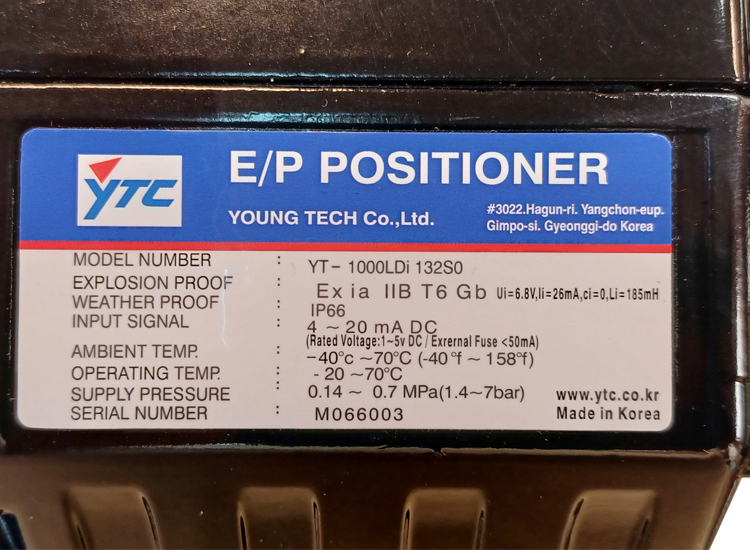 YTC
E/P POSITIONER
YOUNG TECH Co.,Ltd.
#3022.Hagun-ri. Yangchon-eup.
Gimpo-si. Gyeonggi-do Korea
MODEL NUMBER : YT- 1000LDi 132S0
EXPLOSION PROOF : Ex ia IIB T6 Gb Ui=6.8V,Ii=26mA,ci=0,Li=185mH
WEATHER PROOF : IP66
INPUT SIGNAL : 4 ~ 20 mA DC
(Rated Voltage:1~5v DC / Exrernal Fuse <50mA)
AMBIENT TEMP. : -40°c ~70°C (-40°f ~ 158°f)
OPERATING TEMP. : - 20 ~70°C
SUPPLY PRESSURE : 0.14 ~ 0.7 MPa(1.4~7bar)
SERIAL NUMBER : M066003
www.ytc.co.kr
Made in Korea